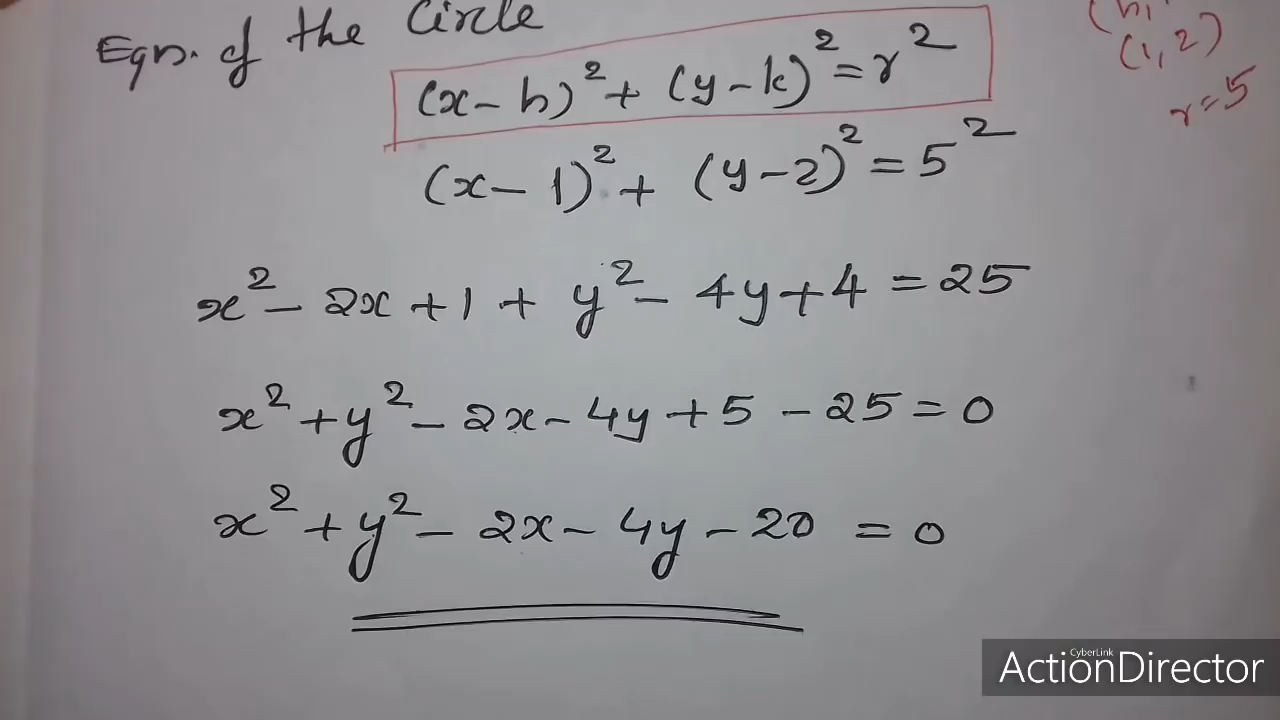 Eqn. of the Circle
(x - h)² + (y - k)² = r²
(1, 2)
r = 5
(x - 1)² + (y - 2)² = 5²
x² - 2x + 1 + y² - 4y + 4 = 25
x² + y² - 2x - 4y + 5 - 25 = 0
x² + y² - 2x - 4y - 20 = 0
CyberLink
ActionDirector